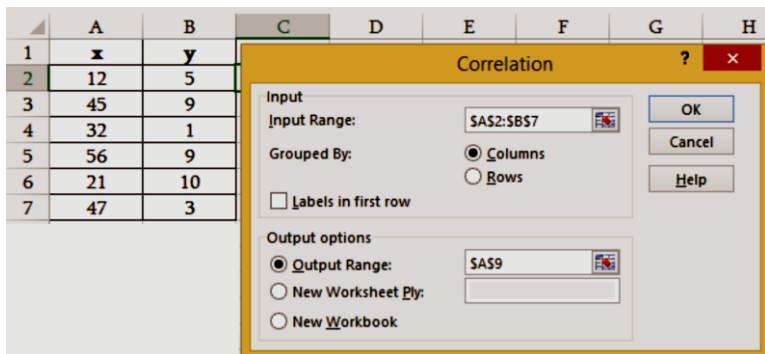 A B C D E F G H
1 x y
2 12 5
3 45 9
4 32 1
5 56 9
6 21 10
7 47 3
Correlation ? ×
Input
Input Range: $A$2:$B$7
Grouped By: Columns
Rows
Labels in first row
Output options
Output Range: $A$9
New Worksheet Ply:
New Workbook
OK
Cancel
Help